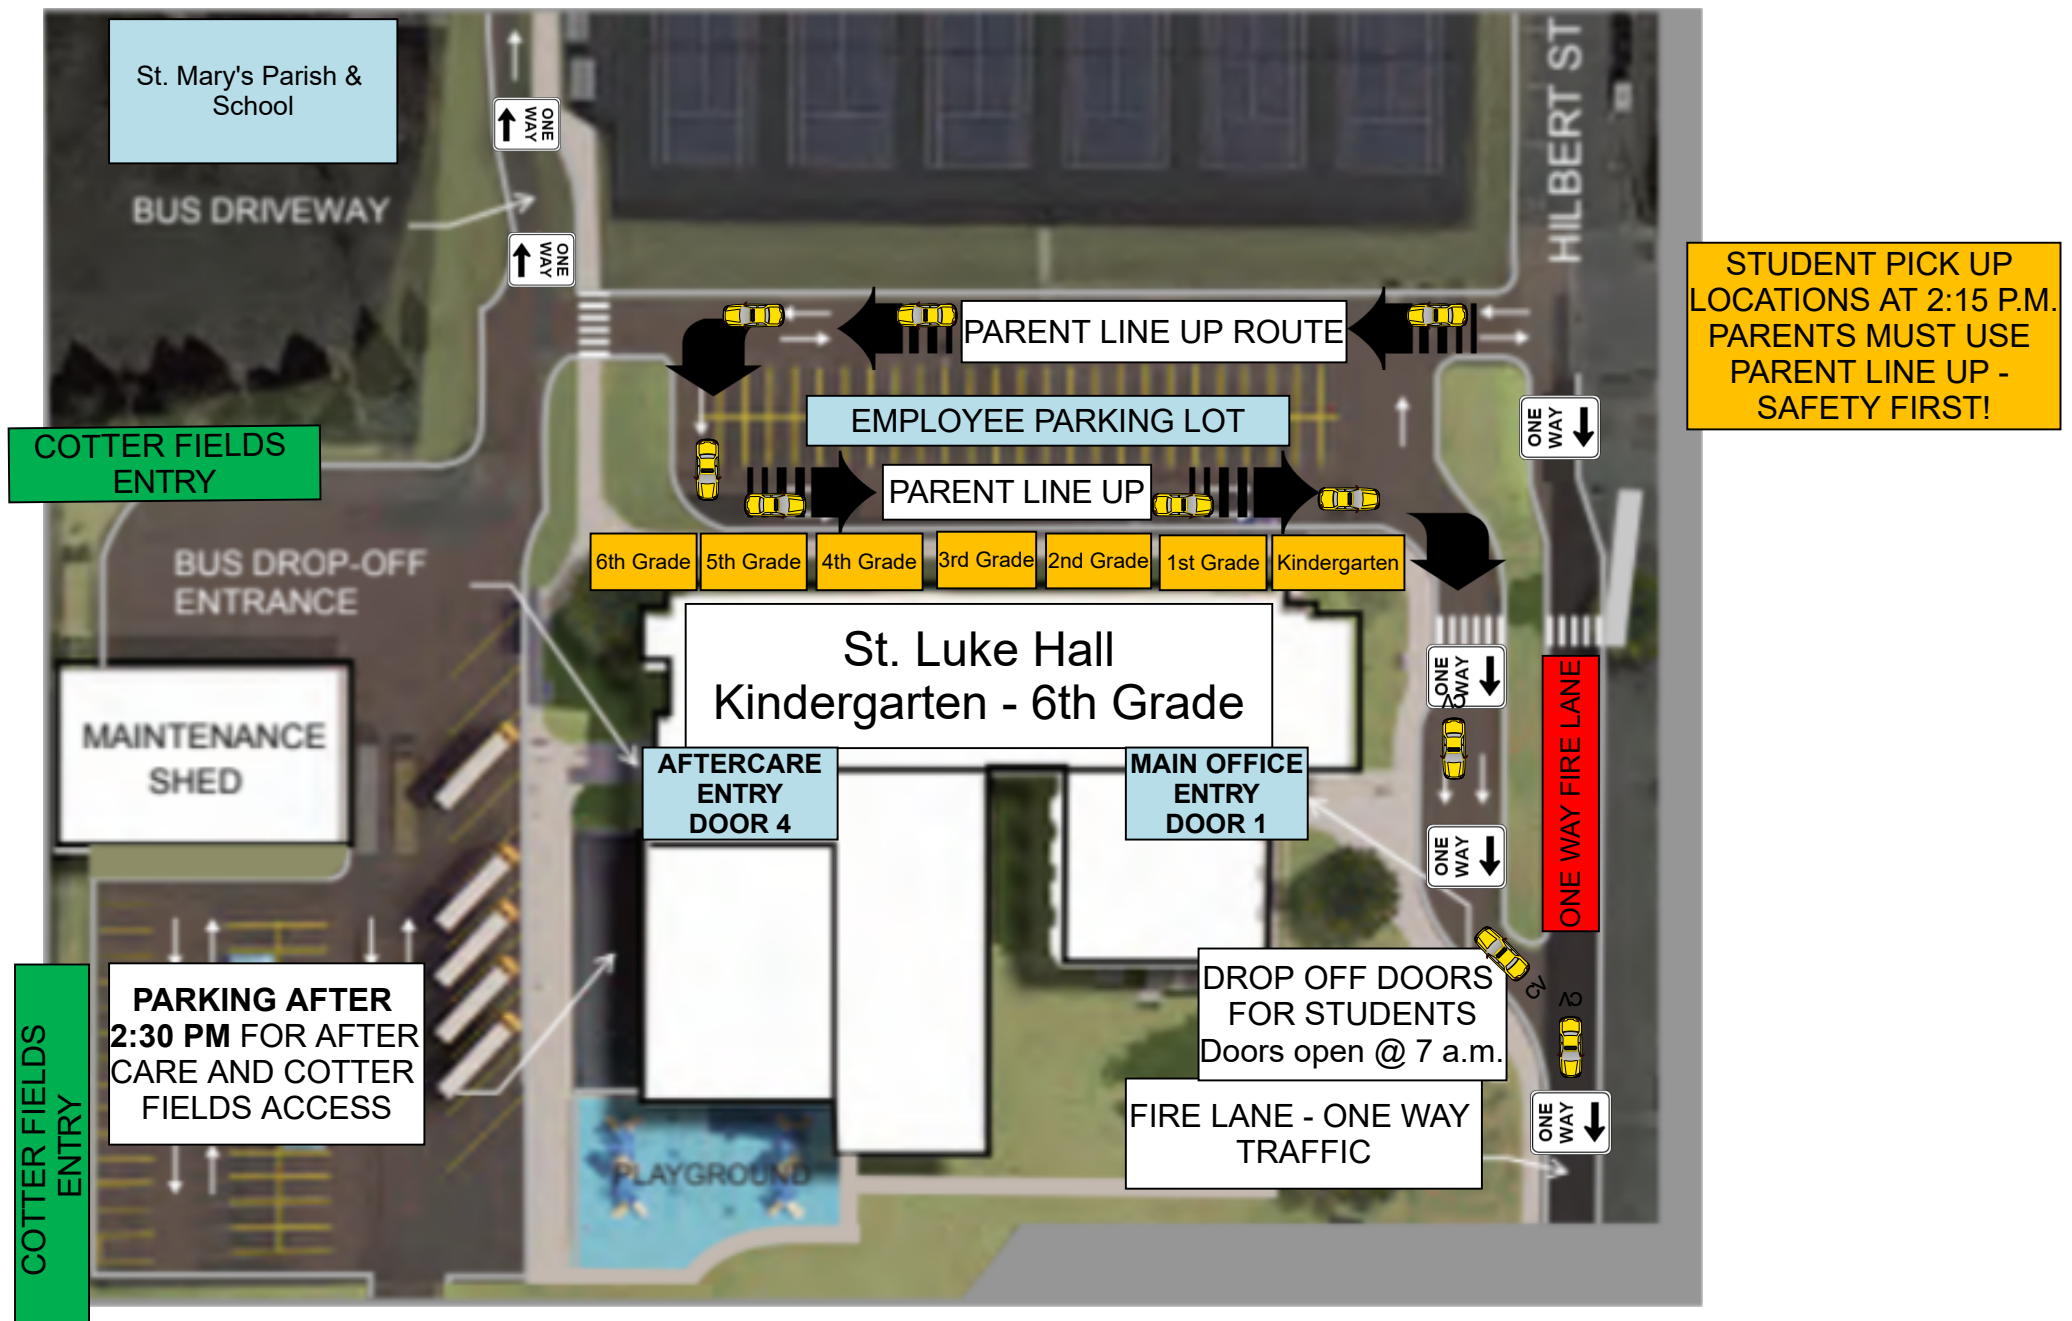 St. Mary's Parish &
School
HILBERT ST
ONE
WAY
BUS DRIVEWAY
ONE
WAY
STUDENT PICK UP
LOCATIONS AT 2:15 P.M.
PARENTS MUST USE
PARENT LINE UP -
SAFETY FIRST!
PARENT LINE UP ROUTE
EMPLOYEE PARKING LOT
ONE
WAY
COTTER FIELDS
ENTRY
PARENT LINE UP
BUS DROP-OFF
ENTRANCE
6th Grade
5th Grade
4th Grade
3rd Grade
2nd Grade
1st Grade
Kindergarten
St. Luke Hall
Kindergarten - 6th Grade
ONE
WAY
ONE WAY FIRE LANE
MAINTENANCE
SHED
AFTERCARE
ENTRY
DOOR 4
MAIN OFFICE
ENTRY
DOOR 1
ONE
WAY
COTTER FIELDS
ENTRY
PARKING AFTER
2:30 PM FOR AFTER
CARE AND COTTER
FIELDS ACCESS
DROP OFF DOORS
FOR STUDENTS
Doors open @ 7 a.m.
FIRE LANE - ONE WAY
TRAFFIC
ONE
WAY
PLAYGROUND